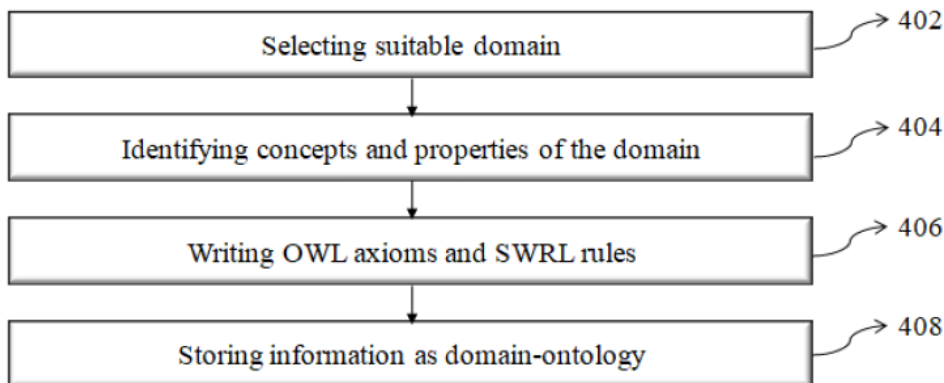 Selecting suitable domain
402
Identifying concepts and properties of the domain
404
Writing OWL axioms and SWRL rules
406
Storing information as domain-ontology
408